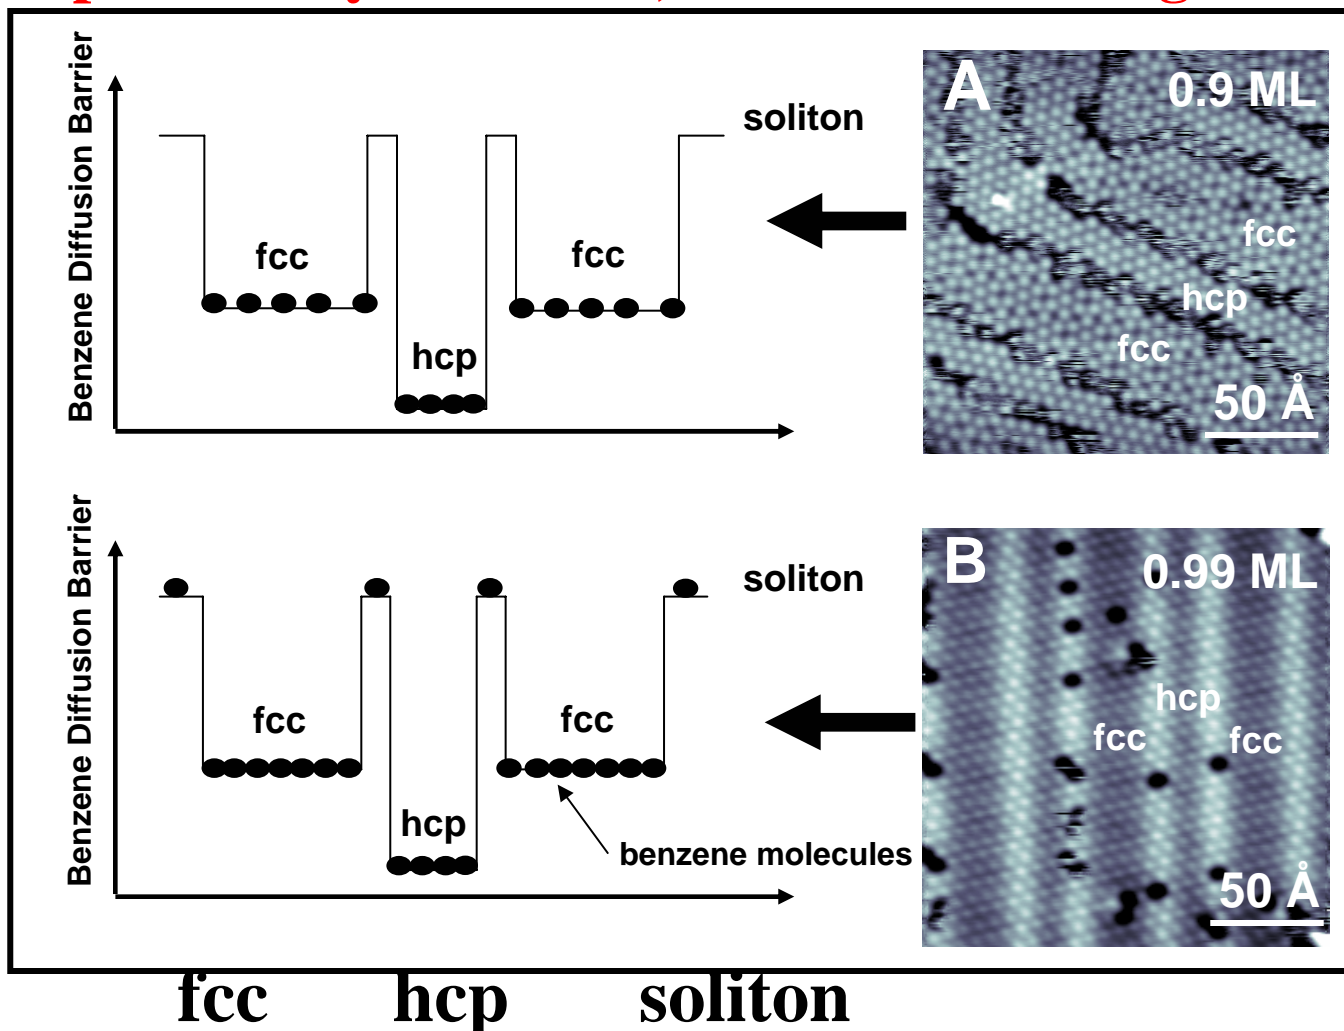 Benzene Diffusion Barrier
soliton
fcc
fcc
hcp
A
0.9 ML
fcc
hcp
fcc
50 Å
Benzene Diffusion Barrier
soliton
fcc
fcc
hcp
benzene molecules
B
0.99 ML
hcp
fcc
fcc
50 Å
fcc hcp soliton